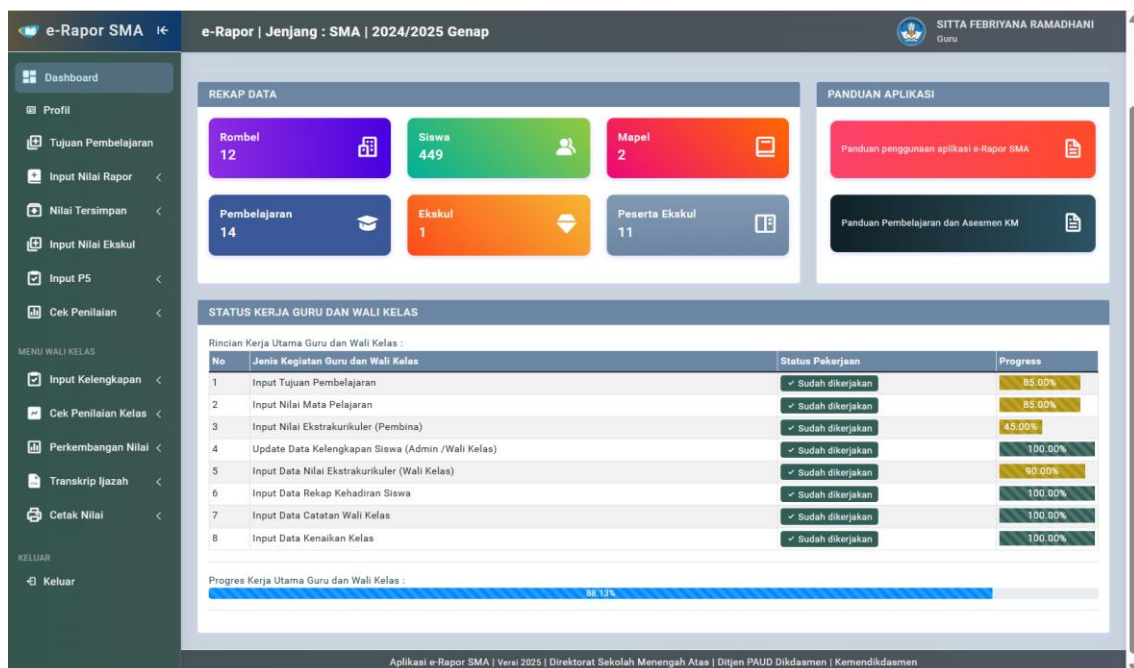 e-Rapor SMA
e-Rapor | Jenjang : SMA | 2024/2025 Genap
SITTA FEBRIYANA RAMADHANI
Guru
Dashboard
Profil
Tujuan Pembelajaran
Input Nilai Rapor
Nilai Tersimpan
Input Nilai Ekskul
Input P5
Cek Penilaian
MENU WALI KELAS
Input Kelengkapan
Cek Penilaian Kelas
Perkembangan Nilai
Transkrip Ijazah
Cetak Nilai
KELUAR
Keluar
REKAP DATA
Rombel
12
Siswa
449
Mapel
2
Pembelajaran
14
Ekskul
1
Peserta Ekskul
11
PANDUAN APLIKASI
Panduan penggunaan aplikasi e-Rapor SMA
Panduan Pembelajaran dan Asesmen KM
STATUS KERJA GURU DAN WALI KELAS
Rincian Kerja Utama Guru dan Wali Kelas :
No Jenis Kegiatan Guru dan Wali Kelas Status Pekerjaan Progress
1 Input Tujuan Pembelajaran Sudah dikerjakan 85.00%
2 Input Nilai Mata Pelajaran Sudah dikerjakan 85.00%
3 Input Nilai Ekstrakurikuler (Pembina) Sudah dikerjakan 45.00%
4 Update Data Kelengkapan Siswa (Admin /Wali Kelas) Sudah dikerjakan 100.00%
5 Input Data Nilai Ekstrakurikuler (Wali Kelas) Sudah dikerjakan 90.00%
6 Input Data Rekap Kehadiran Siswa Sudah dikerjakan 100.00%
7 Input Data Catatan Wali Kelas Sudah dikerjakan 100.00%
8 Input Data Kenaikan Kelas Sudah dikerjakan 100.00%
Progres Kerja Utama Guru dan Wali Kelas :
88.13%
Aplikasi e-Rapor SMA | Versi 2025 | Direktorat Sekolah Menengah Atas | Ditjen PAUD Dikdasmen | Kemendikdasmen